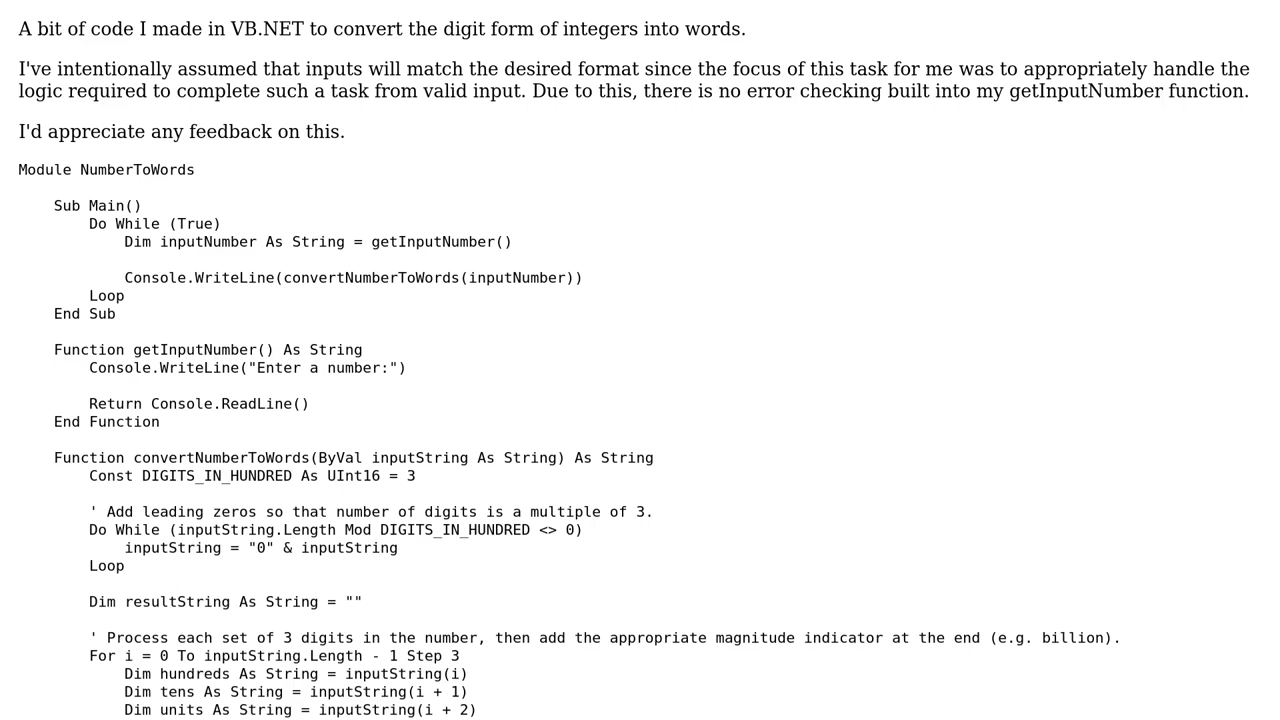 A bit of code I made in VB.NET to convert the digit form of integers into words.
I've intentionally assumed that inputs will match the desired format since the focus of this task for me was to appropriately handle the
logic required to complete such a task from valid input. Due to this, there is no error checking built into my getInputNumber function.
I'd appreciate any feedback on this.
Module NumberToWords
    Sub Main()
        Do While (True)
            Dim inputNumber As String = getInputNumber()
            Console.WriteLine(convertNumberToWords(inputNumber))
        Loop
    End Sub
    Function getInputNumber() As String
        Console.WriteLine("Enter a number:")
        Return Console.ReadLine()
    End Function
    Function convertNumberToWords(ByVal inputString As String) As String
        Const DIGITS_IN_HUNDRED As UInt16 = 3
        ' Add leading zeros so that number of digits is a multiple of 3.
        Do While (inputString.Length Mod DIGITS_IN_HUNDRED <> 0)
            inputString = "0" & inputString
        Loop
        Dim resultString As String = ""
        ' Process each set of 3 digits in the number, then add the appropriate magnitude indicator at the end (e.g. billion).
        For i = 0 To inputString.Length - 1 Step 3
            Dim hundreds As String = inputString(i)
            Dim tens As String = inputString(i + 1)
            Dim units As String = inputString(i + 2)